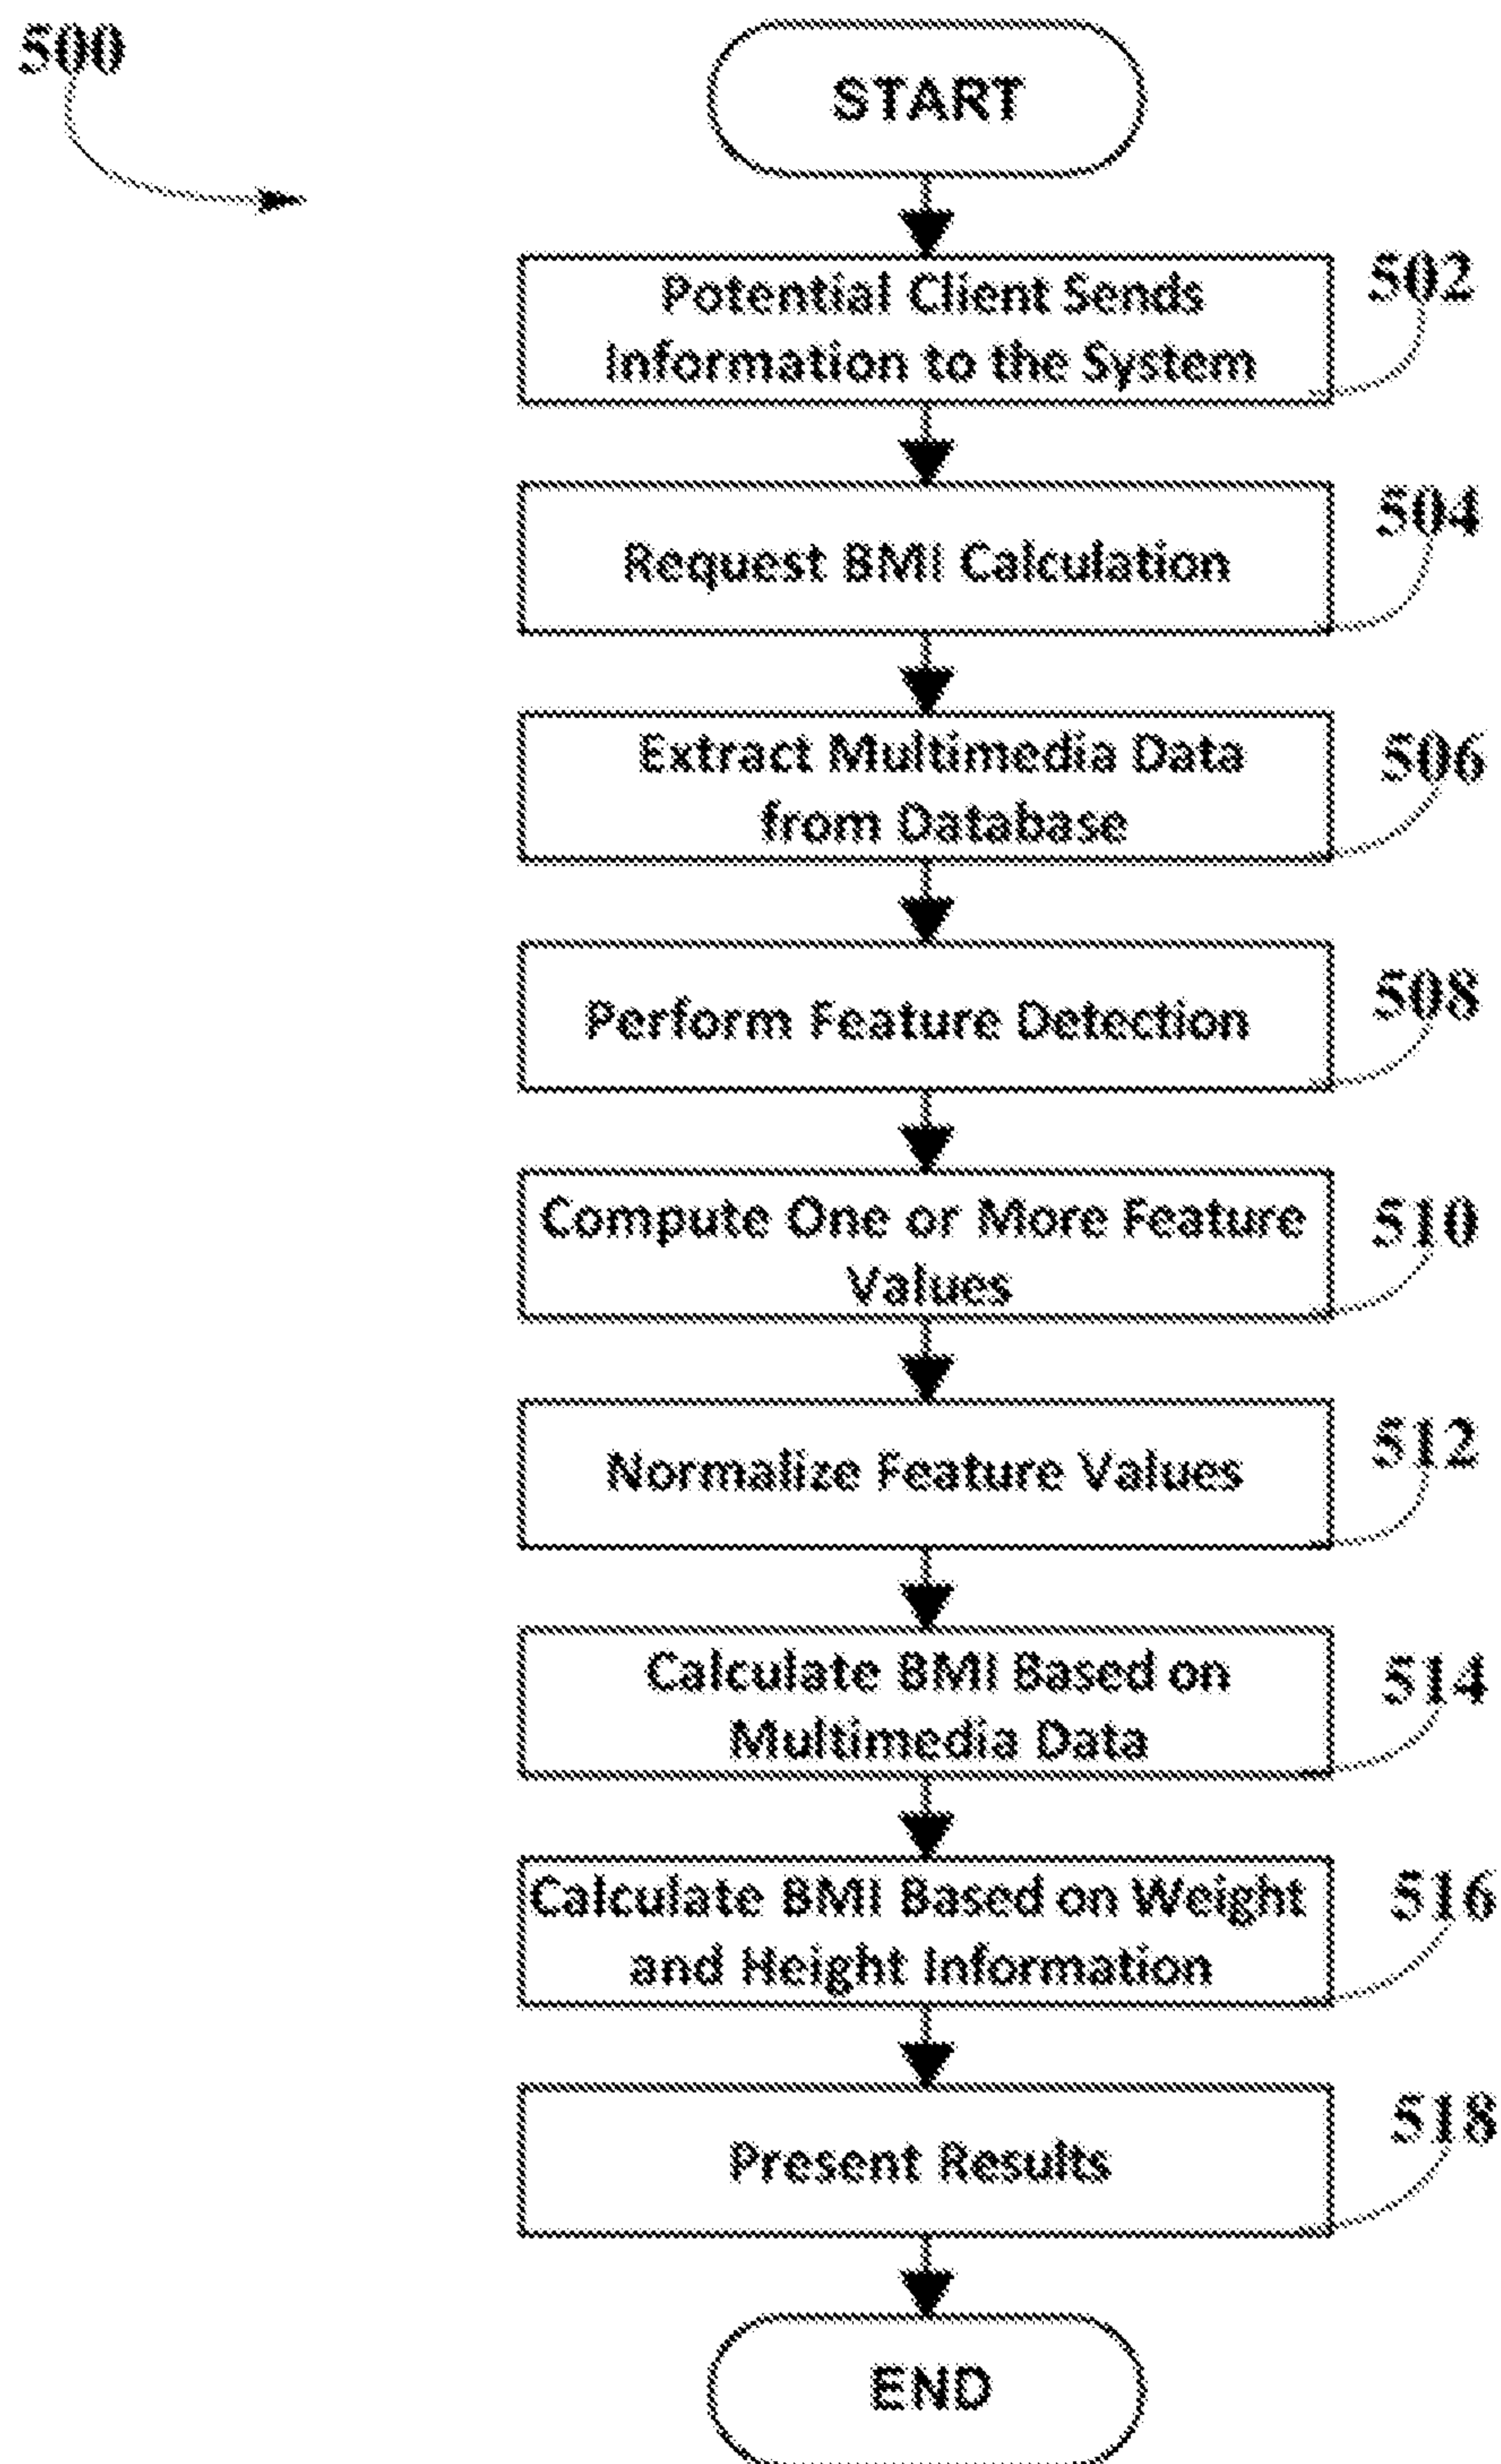 500
START
Potential Client Sends
Information to the System
502
Request BMI Calculation
504
Extract Multimedia Data
from Database
506
Perform Feature Detection
508
Compute One or More Feature
Values
510
Normalize Feature Values
512
Calculate BMI Based on
Multimedia Data
514
Calculate BMI Based on Weight
and Height Information
516
Present Results
518
END